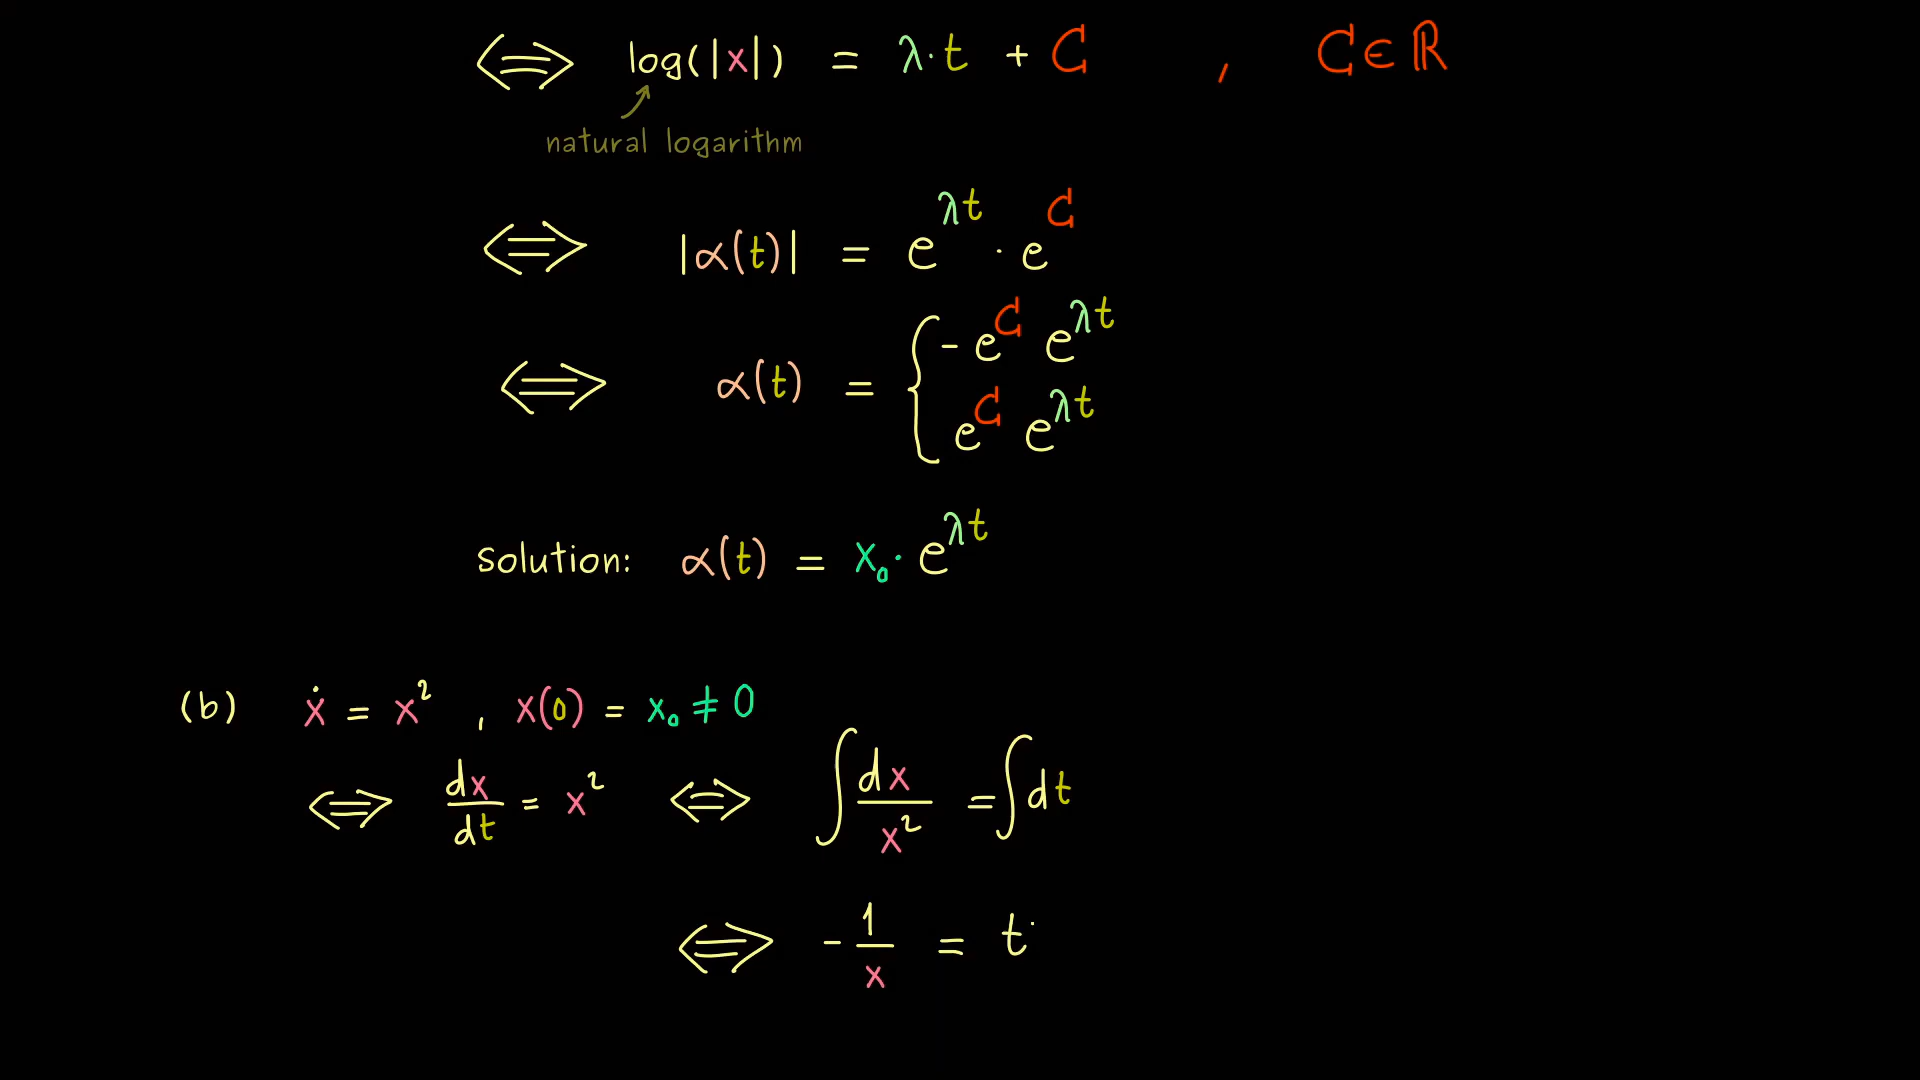 ⟺ log(|x|) = λ·t + C , C ∈ ℝ
natural logarithm
⟺ |α(t)| = e^{λt} · e^{C}
⟺ α(t) = { -e^{C} e^{λt}
e^{C} e^{λt}
solution: α(t) = x₀· e^{λt}
(b) ẋ = x² , x(0) = x₀ ≠ 0
⟺ dx/dt = x² ⟺ ∫ dx/x² = ∫ dt
⟺ - 1/x = t